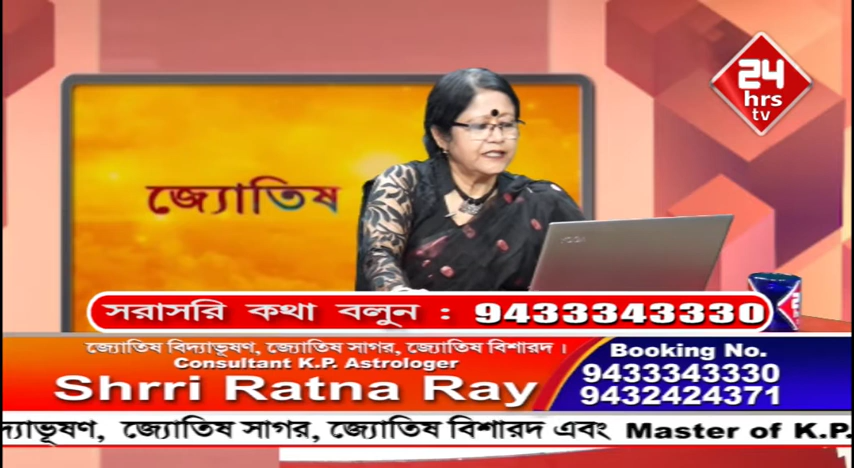 24
hrs
tv
জ্যোতিষ
YOGA
সরাসরি কথা বলুন : 9433343330
জ্যোতিষ বিদ্যাভূষণ, জ্যোতিষ সাগর, জ্যোতিষ বিশারদ ।
Consultant K.P. Astrologer
Shrri Ratna Ray
Booking No.
9433343330
9432424371
দ্যাভূষণ, জ্যোতিষ সাগর, জ্যোতিষ বিশারদ এবং Master of K.P.